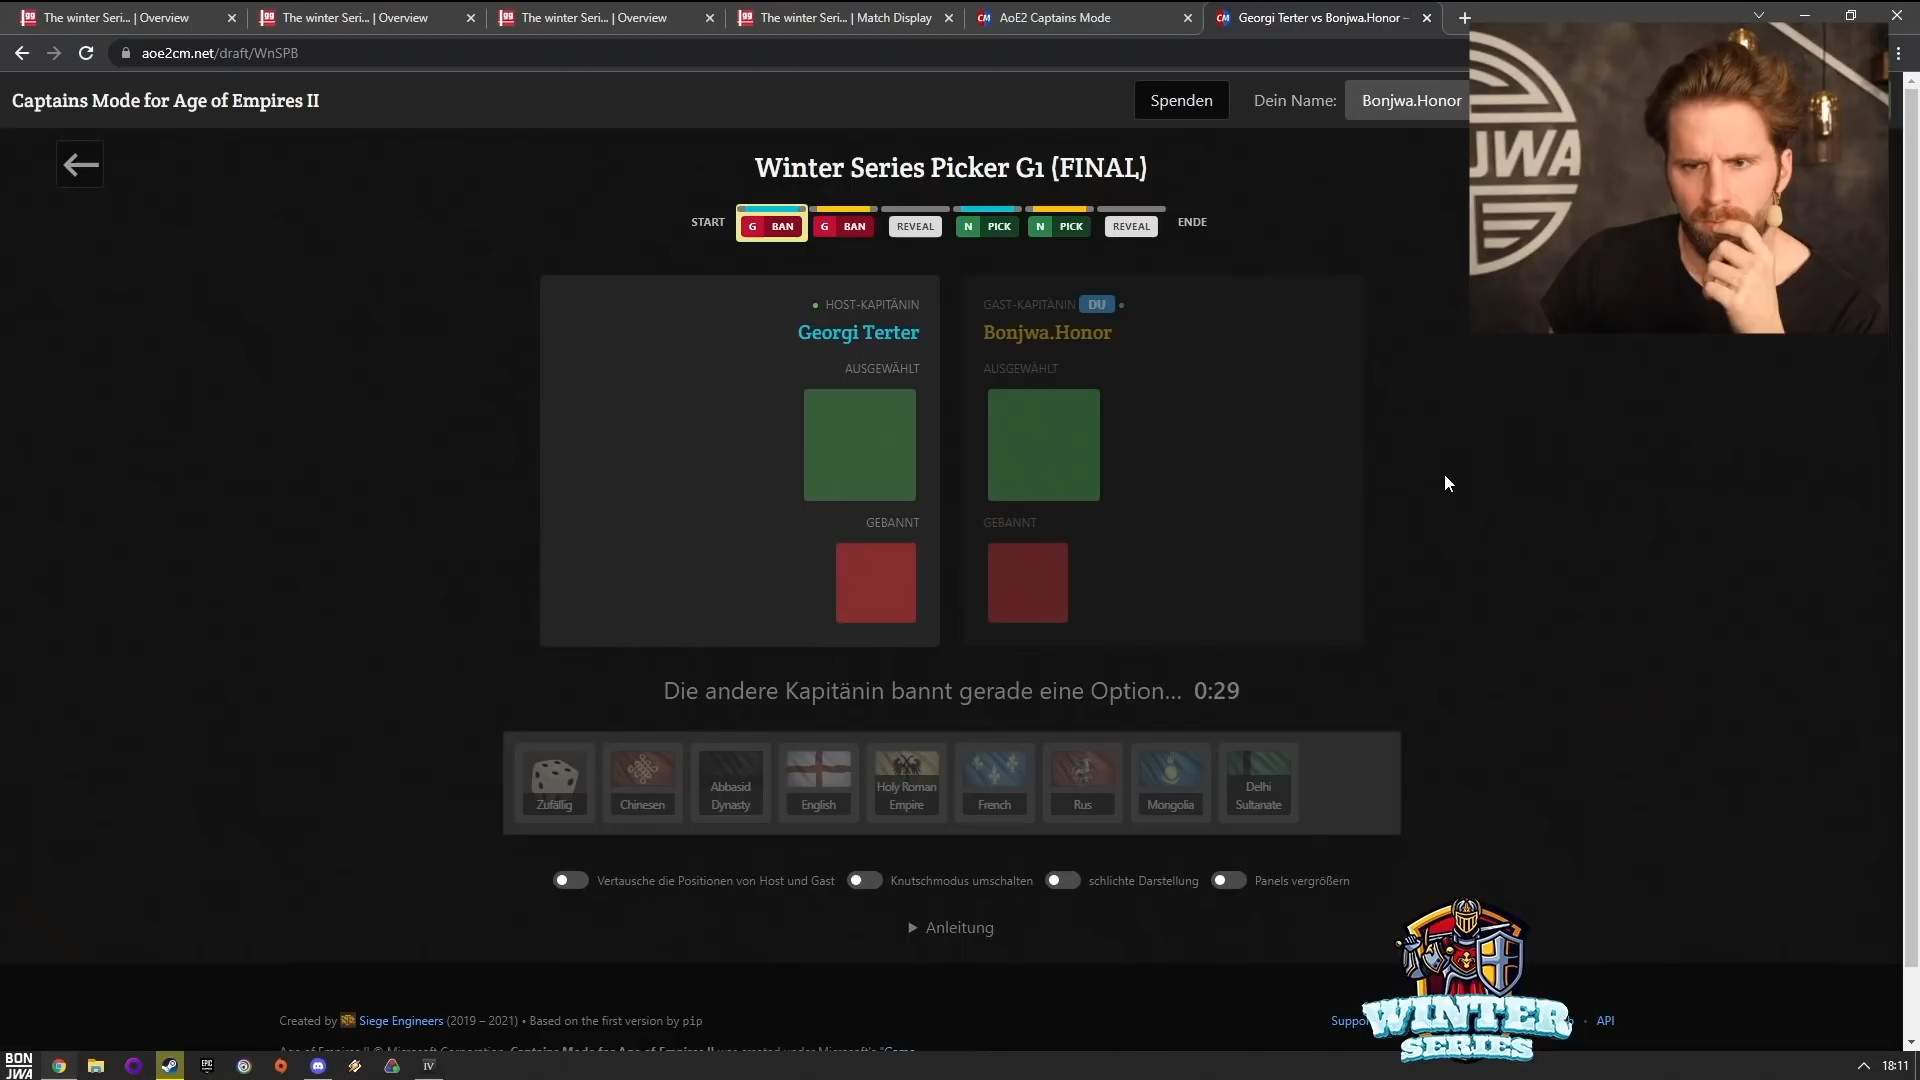 The winter Seri... | Overview
The winter Seri... | Overview
The winter Seri... | Overview
The winter Seri... | Match Display
AoE2 Captains Mode
Georgi Terter vs Bonjwa.Honor –
aoe2cm.net/draft/WnSPB
Captains Mode for Age of Empires II
Spenden
Dein Name:
Bonjwa.Honor
JWA
Winter Series Picker G1 (FINAL)
START
G BAN
G BAN
REVEAL
N PICK
N PICK
REVEAL
ENDE
HOST-KAPITÄNIN
Georgi Terter
AUSGEWÄHLT
GEBANNT
GAST-KAPITÄNIN DU
Bonjwa.Honor
AUSGEWÄHLT
GEBANNT
Die andere Kapitänin bannt gerade eine Option... 0:29
Zufällig
Chinesen
Abbasid
Dynasty
English
Holy Roman
Empire
French
Rus
Mongolia
Delhi
Sultanate
Vertausche die Positionen von Host und Gast
Knutschmodus umschalten
schlichte Darstellung
Panels vergrößern
Anleitung
Created by Siege Engineers (2019 – 2021) • Based on the first version by pip
API
WINTER
SERIES
BON
JWA
EPIC
IV
18:11